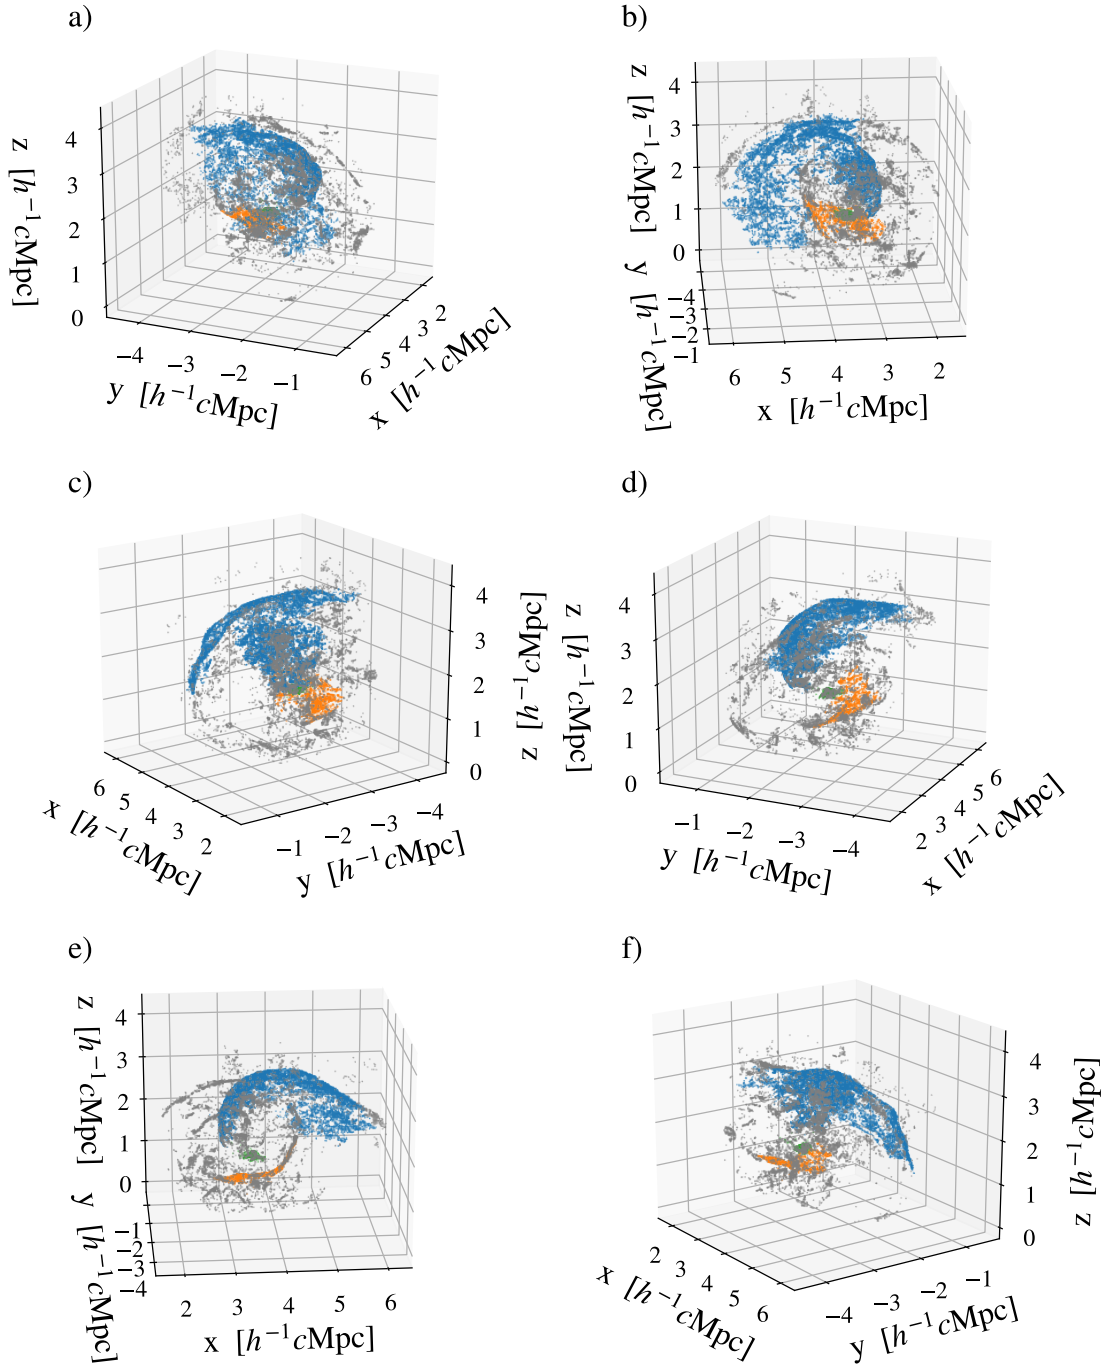 a)
z [h⁻¹cMpc]
4
3
2
1
0
−4
−3
−2
−1
y [h⁻¹cMpc]
6 5 4 3 2
x [h⁻¹cMpc]
b)
z [h⁻¹cMpc]
4
3
2
1
0
y [h⁻¹cMpc]
−4
−3
−2
−1
6 5 4 3 2
x [h⁻¹cMpc]
c)
z [h⁻¹cMpc]
4
3
2
1
0
6 5 4 3 2
x [h⁻¹cMpc]
−1 −2 −3 −4
y [h⁻¹cMpc]
d)
z [h⁻¹cMpc]
4
3
2
1
0
−1
−2
−3
−4
y [h⁻¹cMpc]
2 3 4 5 6
x [h⁻¹cMpc]
e)
z [h⁻¹cMpc]
4
3
2
1
0
y [h⁻¹cMpc]
−1
−2
−3
−4
2 3 4 5 6
x [h⁻¹cMpc]
f)
z [h⁻¹cMpc]
4
3
2
1
0
2 3 4 5 6
x [h⁻¹cMpc]
−4 −3 −2 −1
y [h⁻¹cMpc]